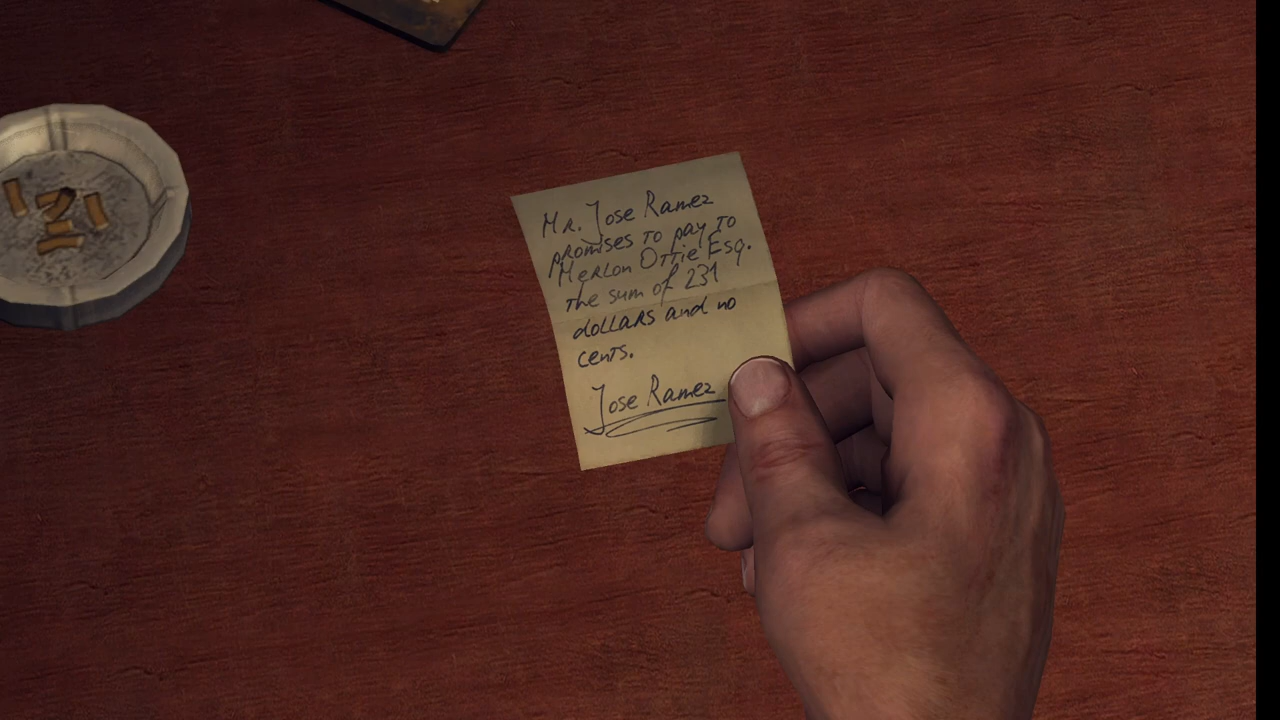 Mr. Jose Ramez
promises to pay to
Merlon Ottie Esq.
the sum of 231
dollars and no
cents.
Jose Ramez